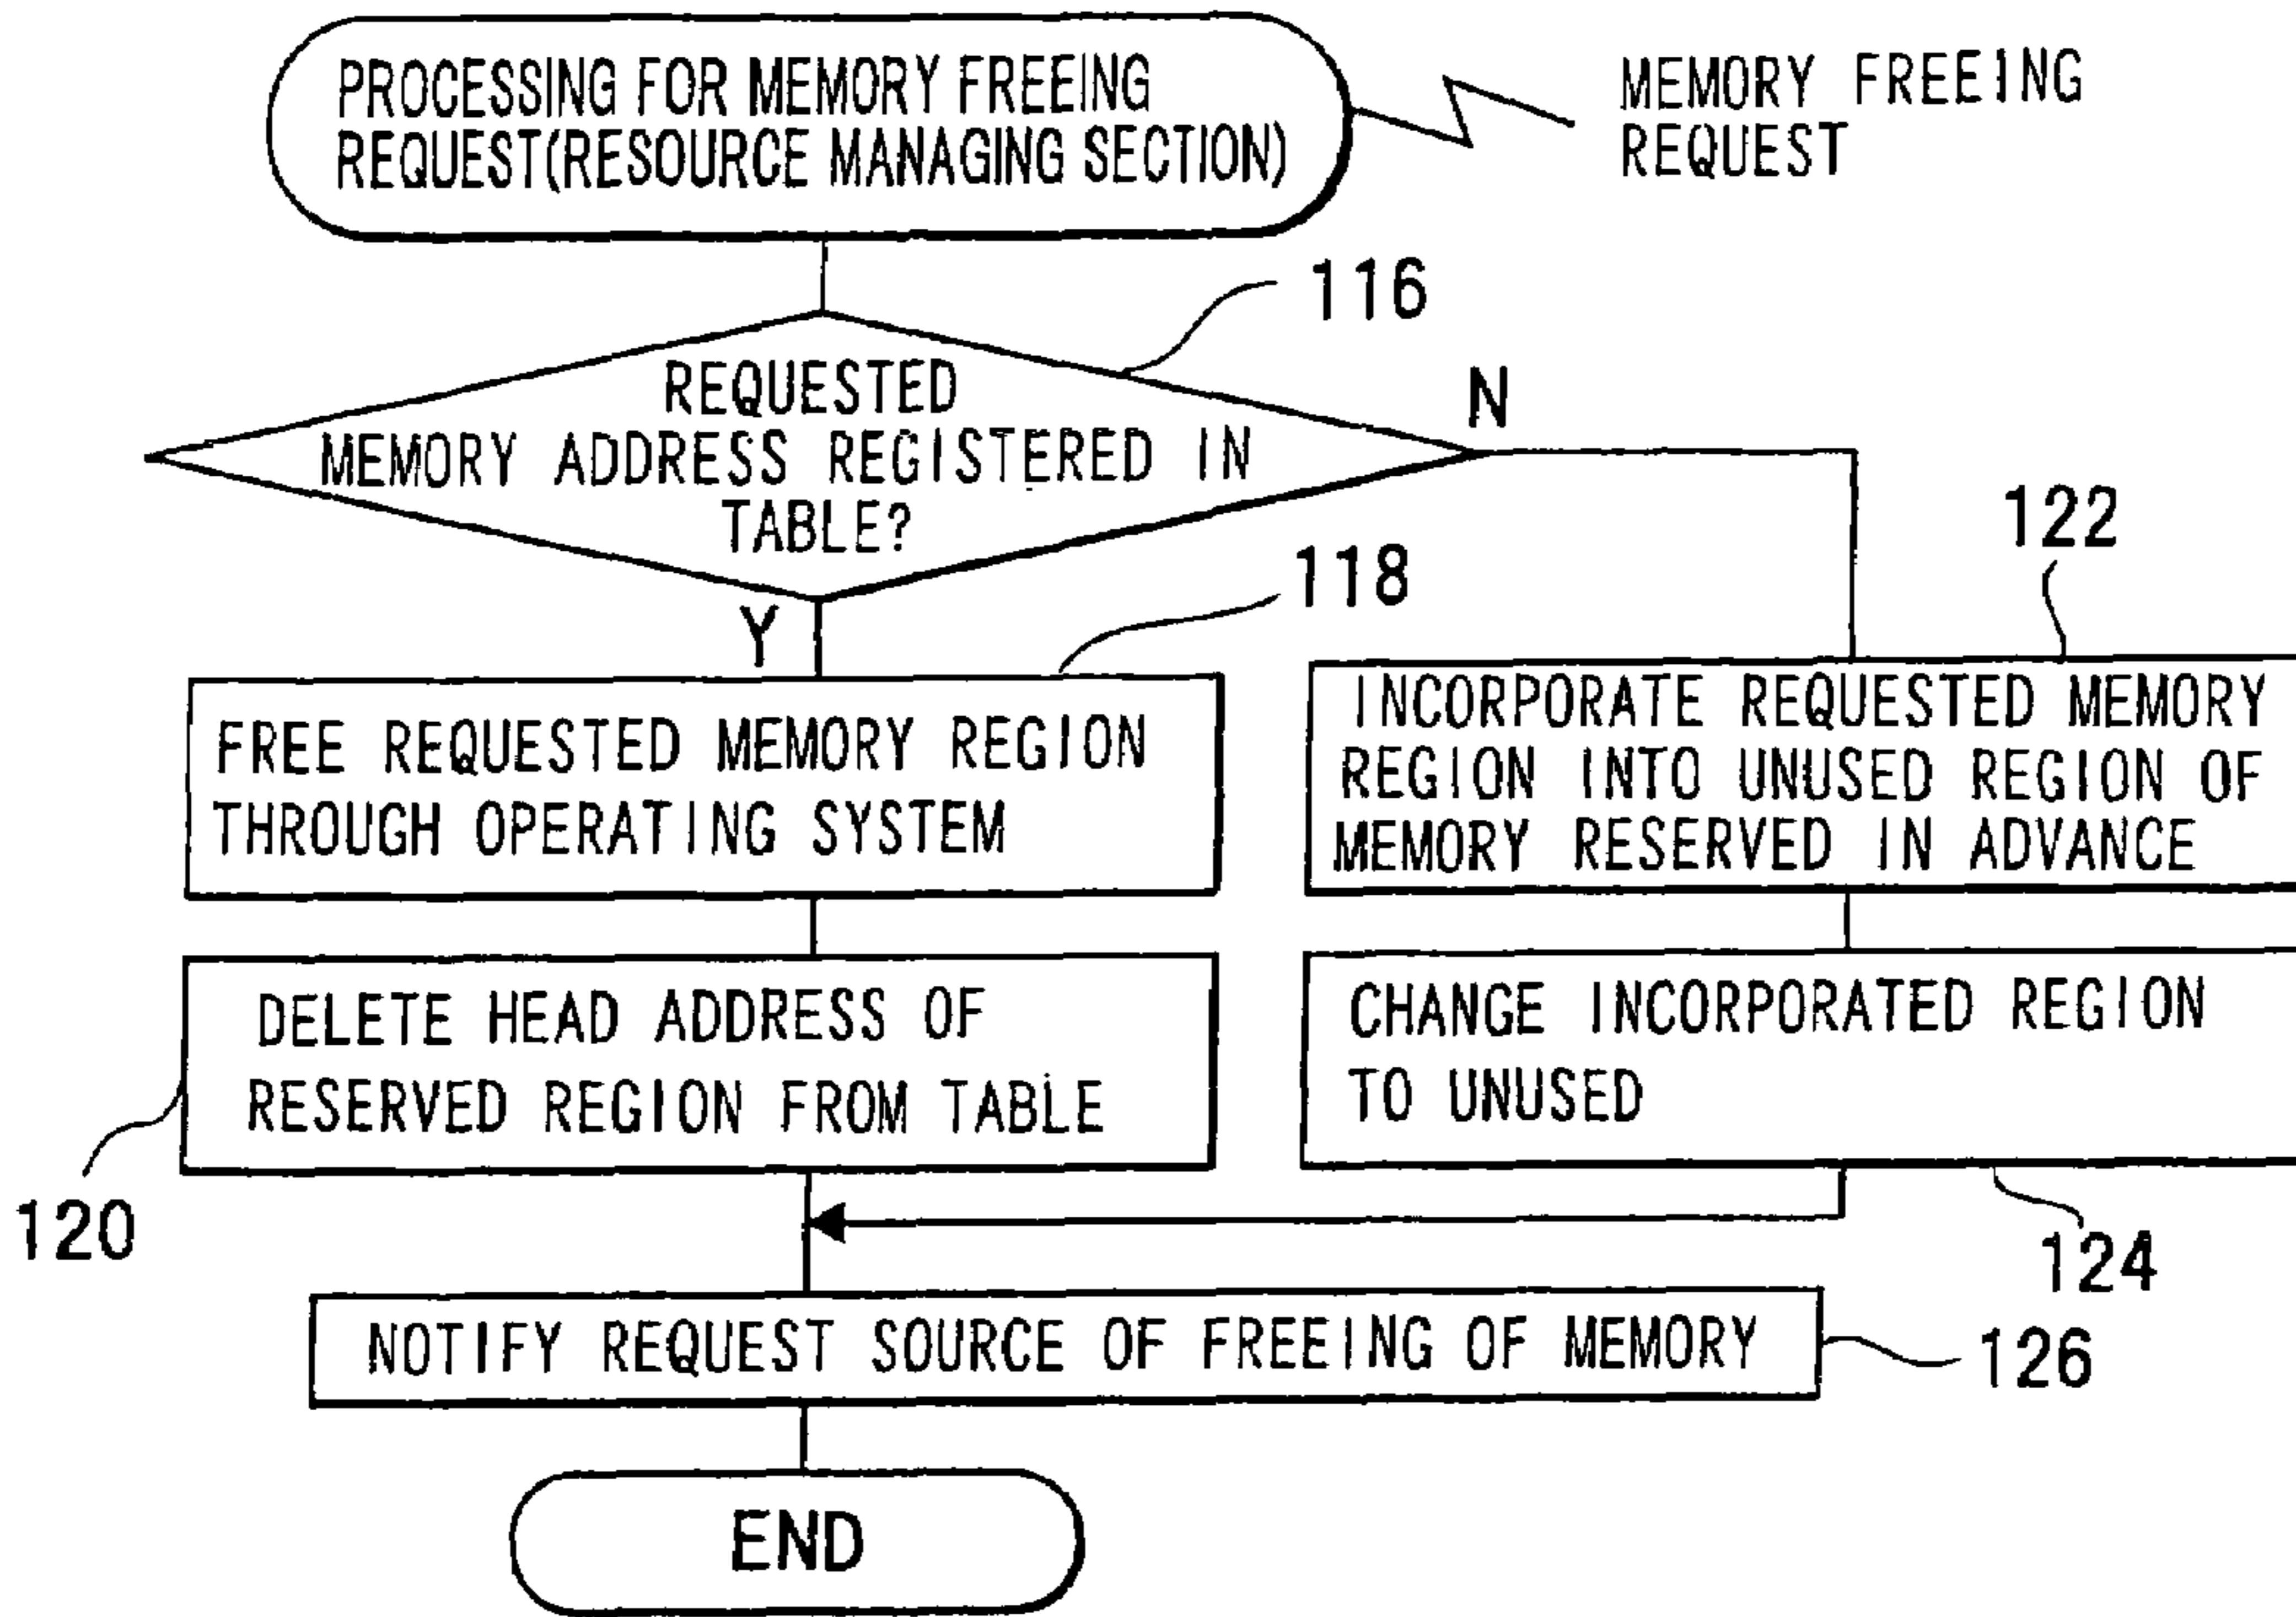 PROCESSING FOR MEMORY FREEING
REQUEST(RESOURCE MANAGING SECTION)
MEMORY FREEING
REQUEST
116
REQUESTED
MEMORY ADDRESS REGISTERED IN
TABLE?
N
Y
118
122
FREE REQUESTED MEMORY REGION
THROUGH OPERATING SYSTEM
INCORPORATE REQUESTED MEMORY
REGION INTO UNUSED REGION OF
MEMORY RESERVED IN ADVANCE
DELETE HEAD ADDRESS OF
RESERVED REGION FROM TABLE
120
CHANGE INCORPORATED REGION
TO UNUSED
124
NOTIFY REQUEST SOURCE OF FREEING OF MEMORY
126
END